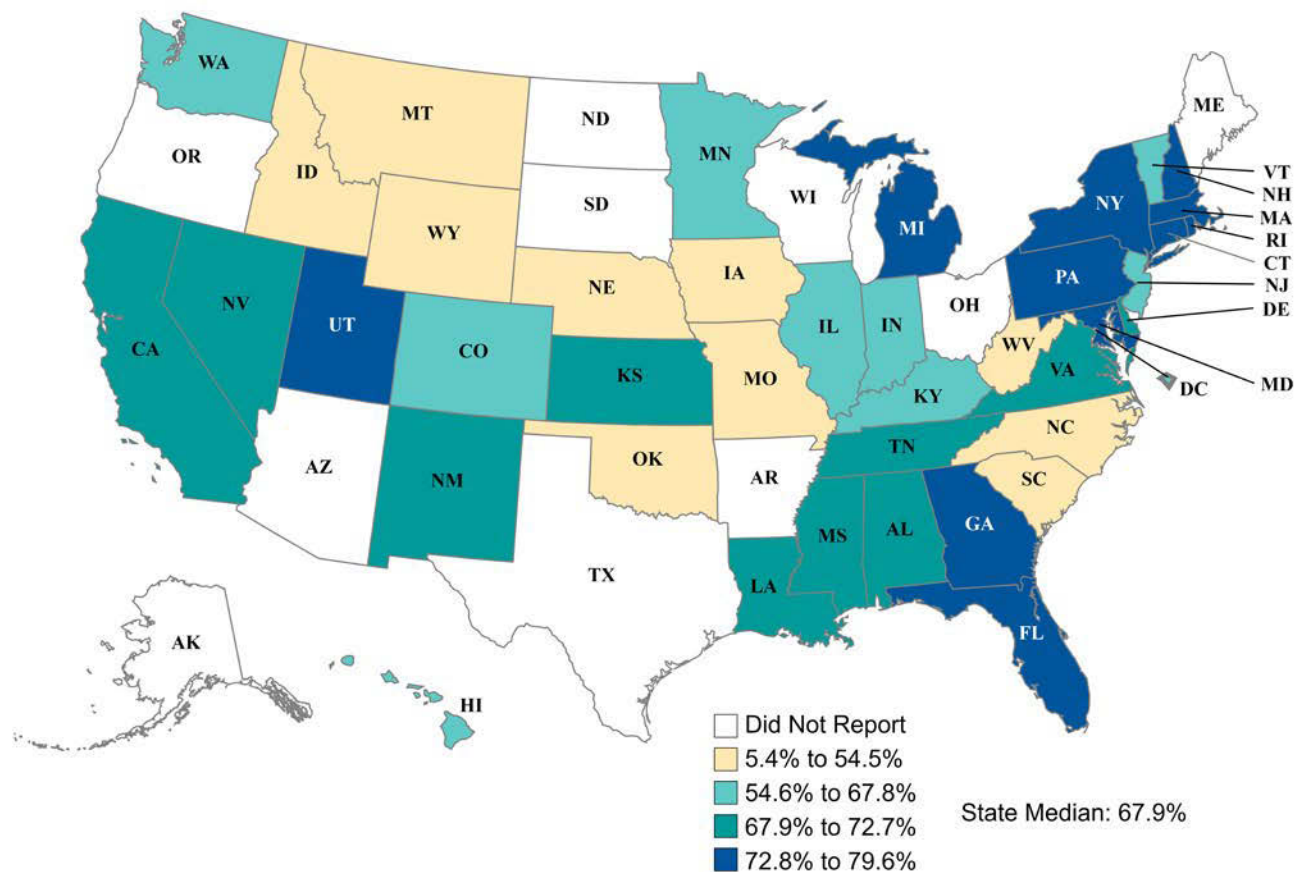 WA
MT
ND
MN
ME
OR
ID
SD
WI
VT
NH
NY
MA
WY
MI
RI
CT
IA
PA
NJ
NE
NV
OH
DE
UT
IL
IN
CA
CO
WV
KS
MO
VA
MD
KY
DC
NC
TN
OK
AZ
NM
AR
SC
MS
AL
GA
TX
LA
FL
AK
HI
Did Not Report
5.4% to 54.5%
54.6% to 67.8%
State Median: 67.9%
67.9% to 72.7%
72.8% to 79.6%